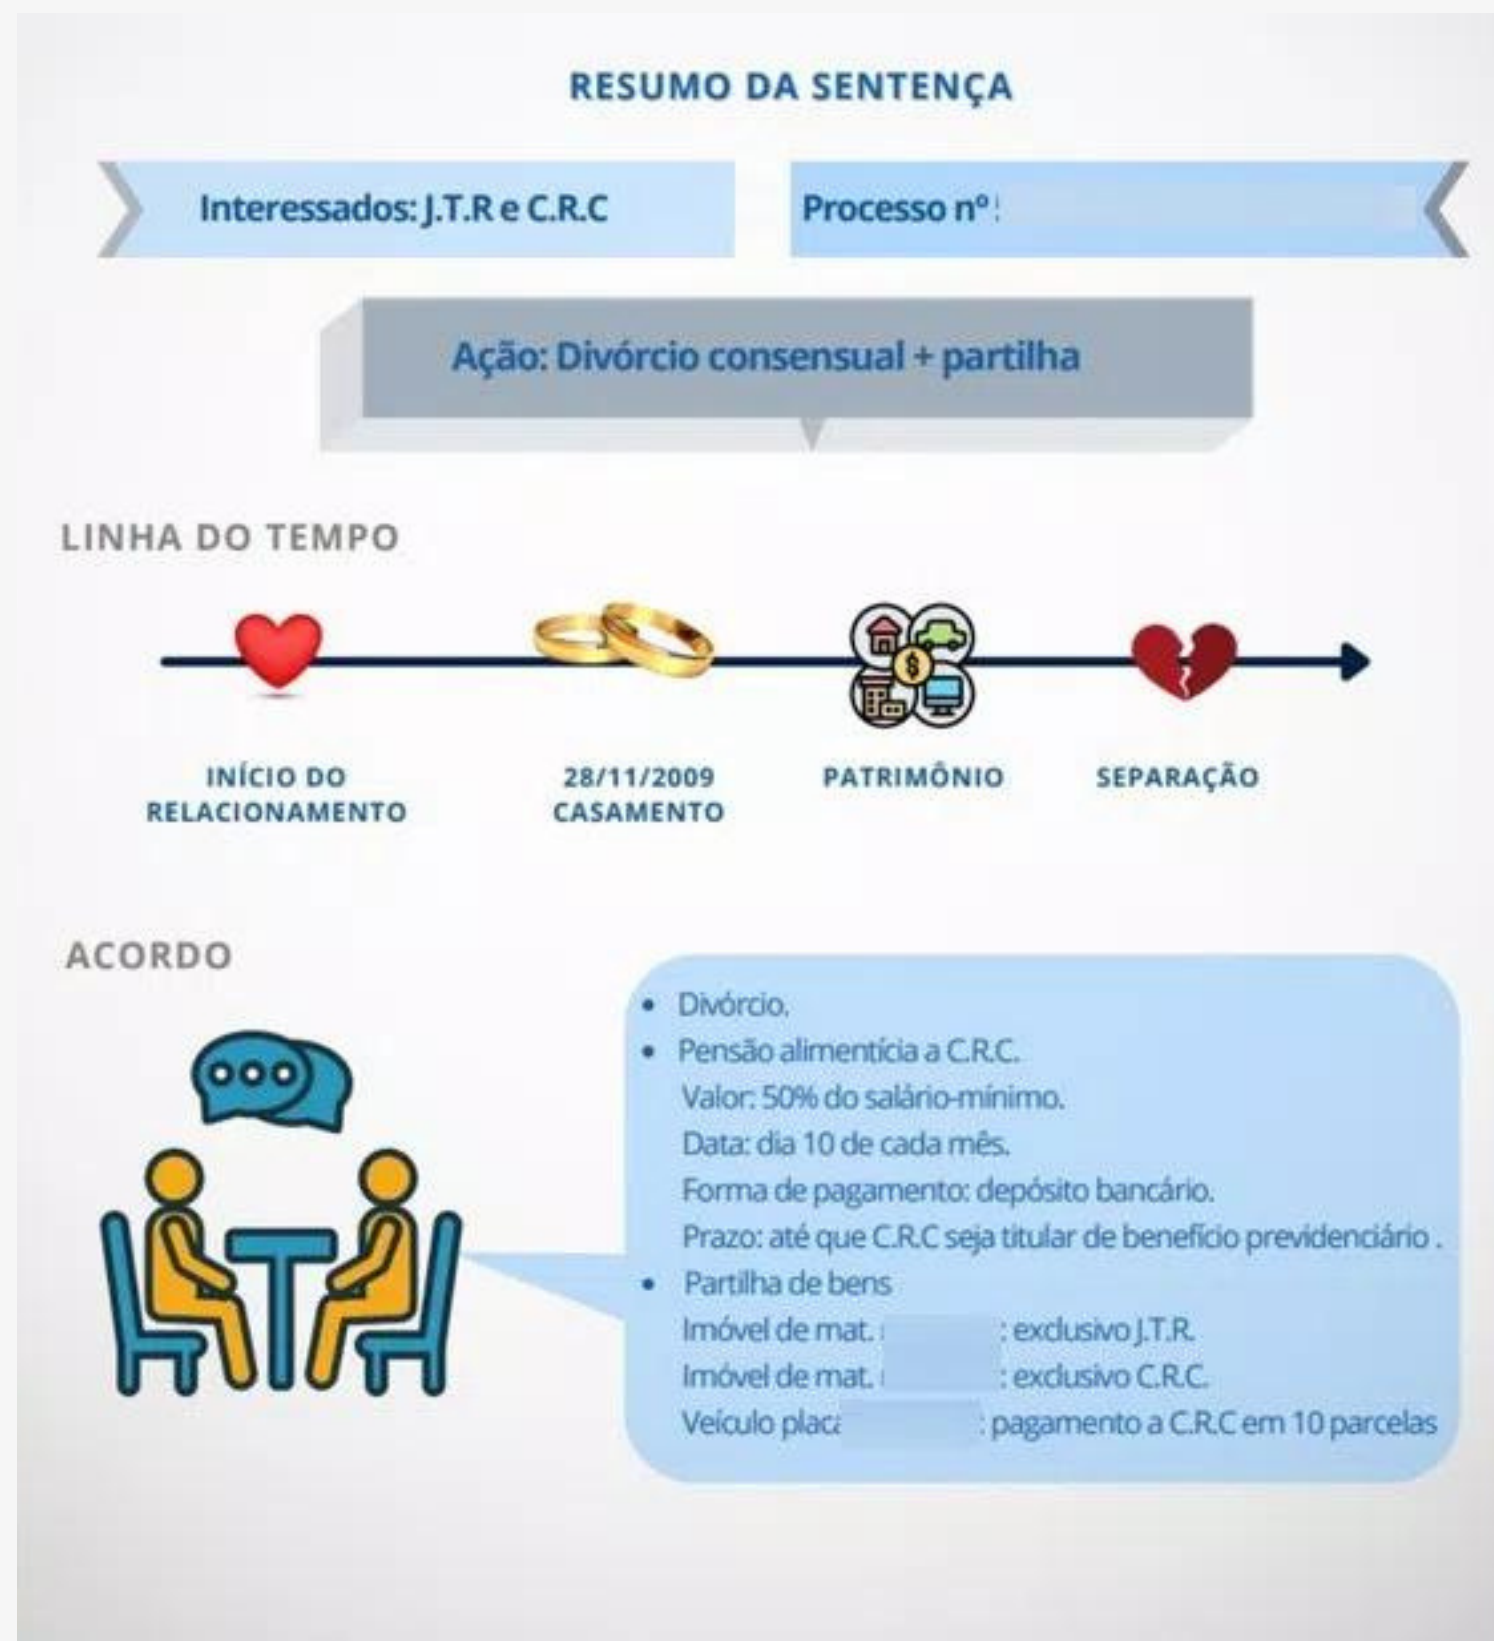 RESUMO DA SENTENÇA
Interessados: J.T.R e C.R.C
Processo nº
Ação: Divórcio consensual + partilha
LINHA DO TEMPO
INÍCIO DO
RELACIONAMENTO
28/11/2009
CASAMENTO
PATRIMÔNIO
SEPARAÇÃO
ACORDO
• Divórcio.
• Pensão alimentícia a C.R.C.
Valor: 50% do salário-mínimo.
Data: dia 10 de cada mês.
Forma de pagamento: depósito bancário.
Prazo: até que C.R.C seja titular de benefício previdenciário .
• Partilha de bens
Imóvel de mat. : exclusivo J.T.R.
Imóvel de mat. : exclusivo C.R.C.
Veículo placa : pagamento a C.R.C em 10 parcelas